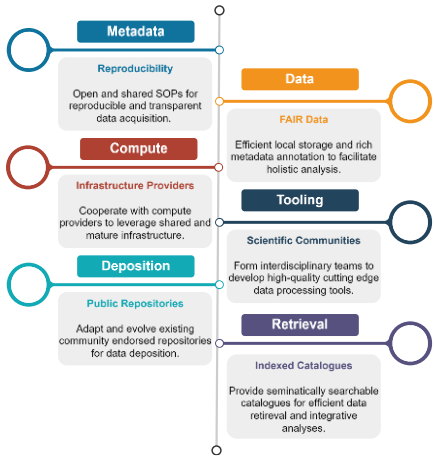 Metadata
Reproducibility
Open and shared SOPs for
reproducible and transparent
data acquisition.
Data
FAIR Data
Efficient local storage and rich
metadata annotation to facilitate
holistic analysis.
Compute
Infrastructure Providers
Cooperate with compute
providers to leverage shared and
mature infrastructure.
Tooling
Scientific Communities
Form interdisciplinary teams to
develop high-quality cutting edge
data processing tools.
Deposition
Public Repositories
Adapt and evolve existing
community endorsed repositories
for data deposition.
Retrieval
Indexed Catalogues
Provide seminatically searchable
catalogues for efficient data
retireval and integrative
analyses.